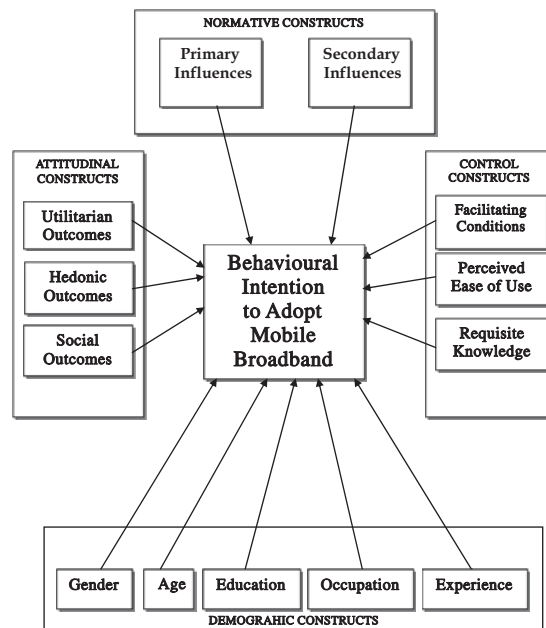 NORMATIVE CONSTRUCTS
Primary
Influences
Secondary
Influences
ATTITUDINAL
CONSTRUCTS
Utilitarian
Outcomes
Hedonic
Outcomes
Social
Outcomes
Behavioural
Intention
to Adopt
Mobile
Broadband
CONTROL
CONSTRUCTS
Facilitating
Conditions
Perceived
Ease of Use
Requisite
Knowledge
Gender
Age
Education
Occupation
Experience
DEMOGRAHIC CONSTRUCTS